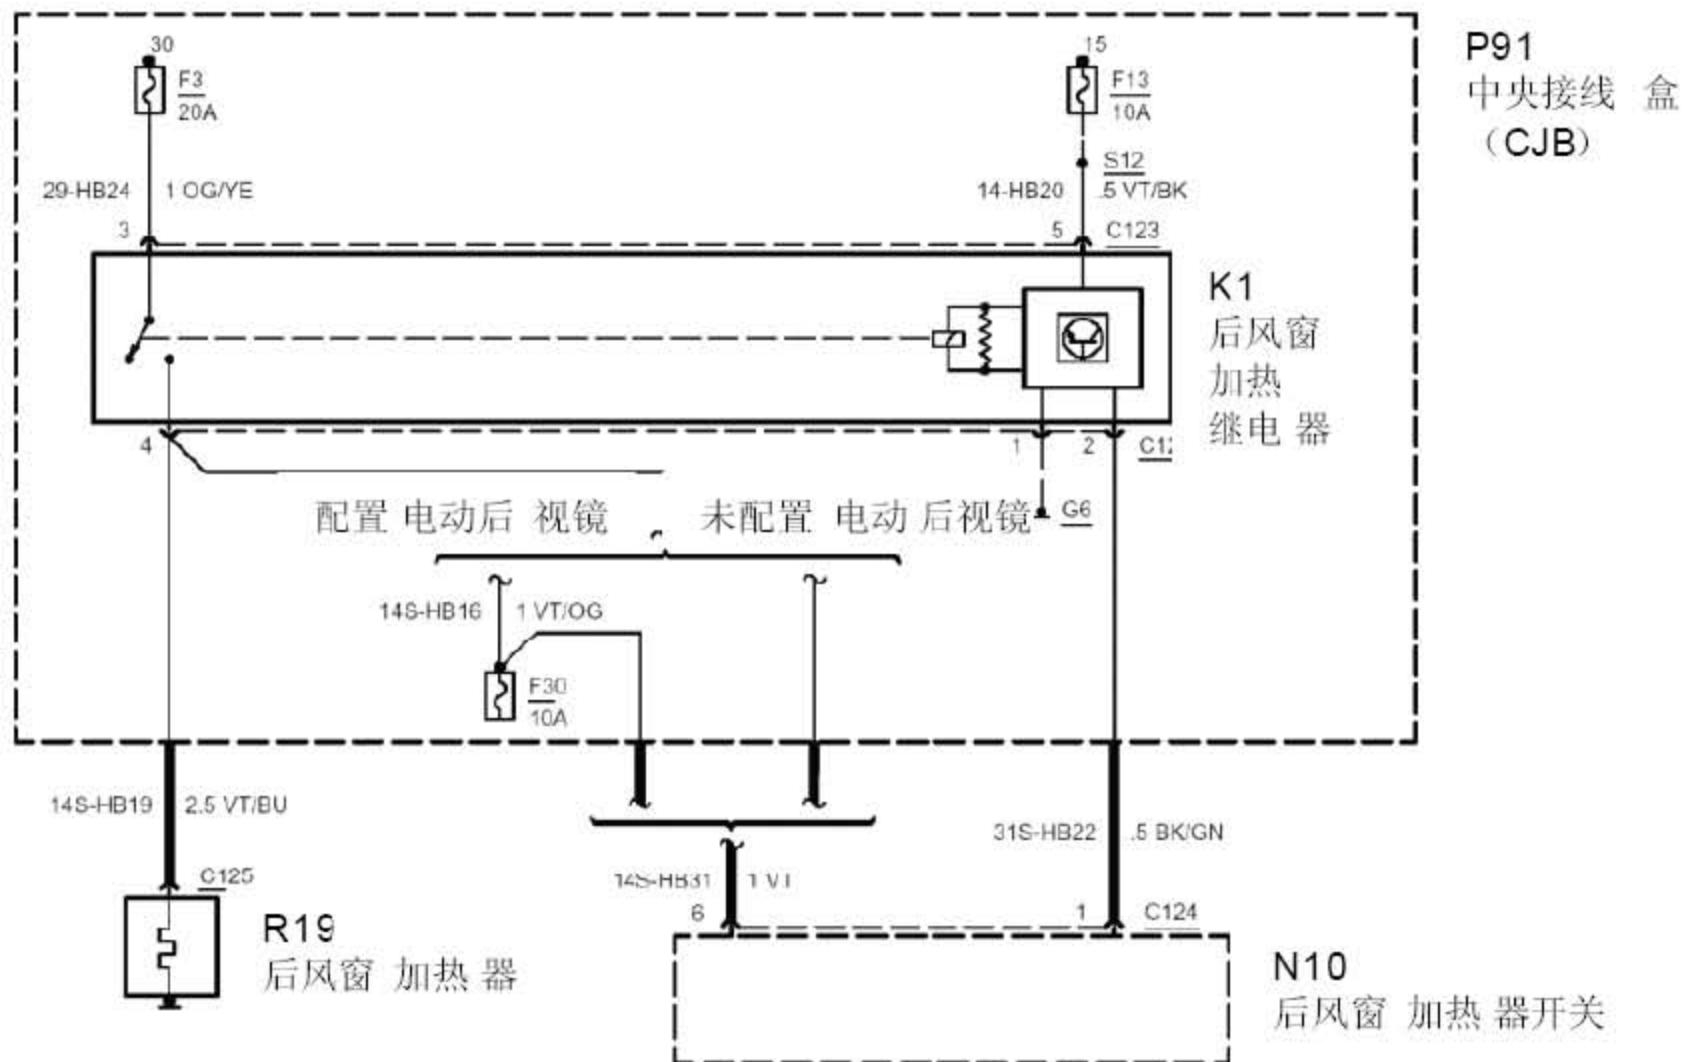 P91
中央接线 盒
（CJB）
30
F3
20A
15
F13
10A
S12
29-HB24
1 OG/YE
14-HB20
.5 VT/BK
3
5
C123
K1
后风窗
加热
继电 器
4
1
2
配置 电动后 视镜
未配置 电动 后视镜
G6
14S-HB16
1 VT/OG
F30
10A
14S-HB19
2.5 VT/BU
31S-HB22
.5 BK/GN
C125
14S-HB31
1 VT
6
1
C124
R19
后风窗 加热 器
N10
后风窗 加热 器开关